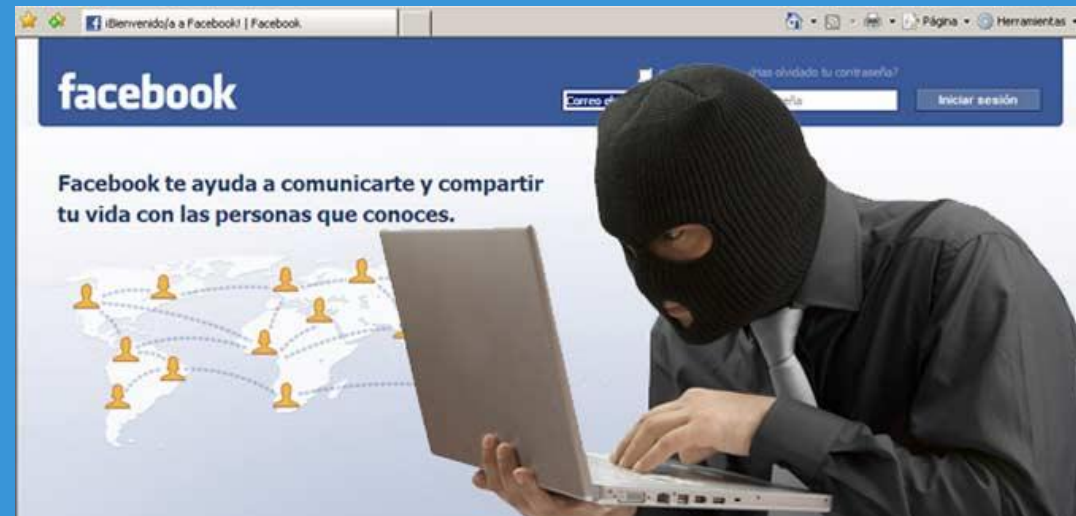 ¡Bienvenido/a a Facebook! | Facebook
Página
Herramientas
facebook
¿Has olvidado tu contraseña?
Correo
Iniciar sesión
Facebook te ayuda a comunicarte y compartir
tu vida con las personas que conoces.